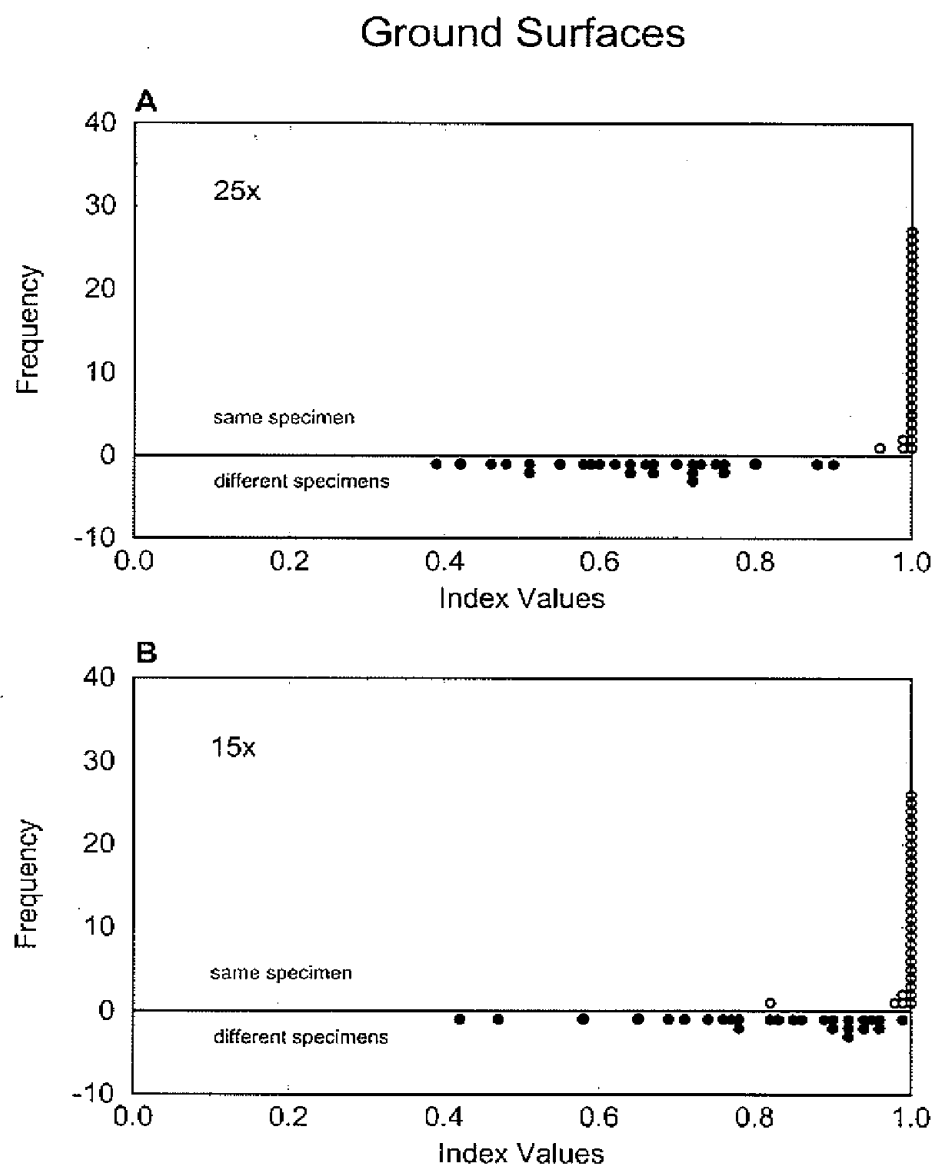 Ground Surfaces
A
40
25x
30
20
Frequency
10
same specimen
0
different specimens
-10
0.0 0.2 0.4 0.6 0.8 1.0
Index Values
B
40
15x
30
20
Frequency
10
same specimen
0
different specimens
-10
0.0 0.2 0.4 0.6 0.8 1.0
Index Values